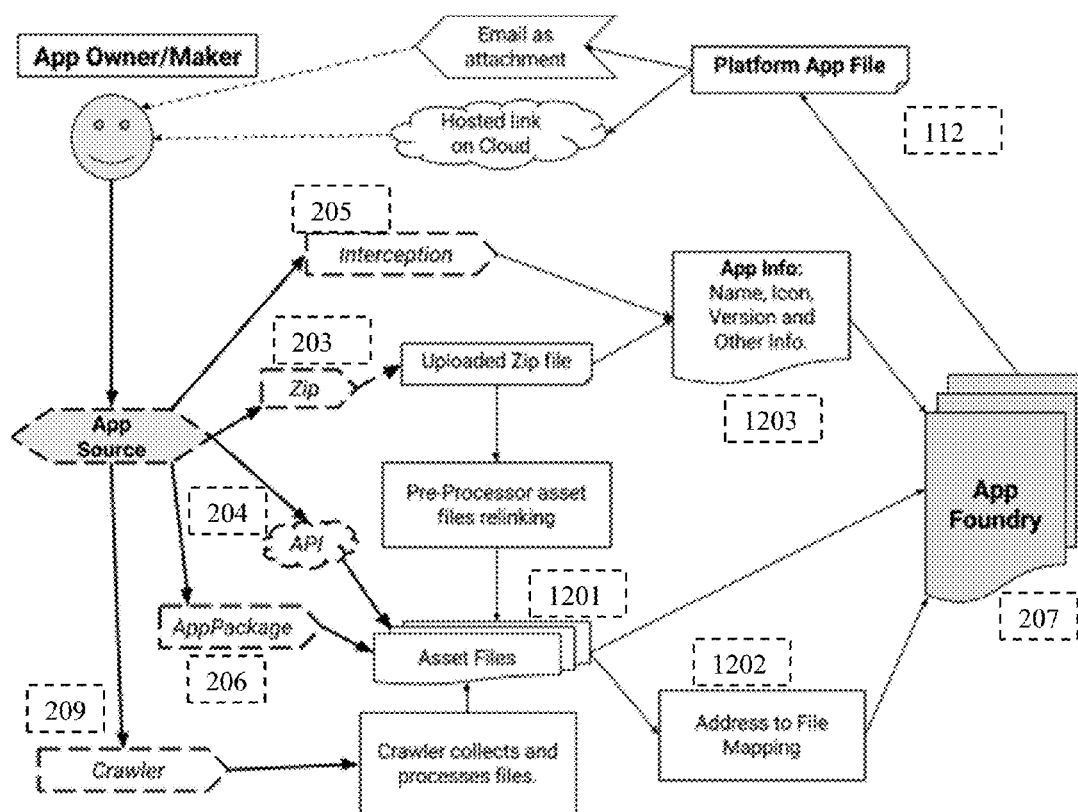 App Owner/Maker
Email as
attachment
Platform App File
Hosted link
on Cloud
112
205
Interception
App Info:
Name, Icon,
Version and
Other Info.
203
Zip
Uploaded Zip file
1203
App
Source
Pre-Processor asset
files relinking
App
Foundry
204
API
1201
AppPackage
Asset Files
207
206
1202
209
Address to File
Mapping
Crawler
Crawler collects and
processes files.